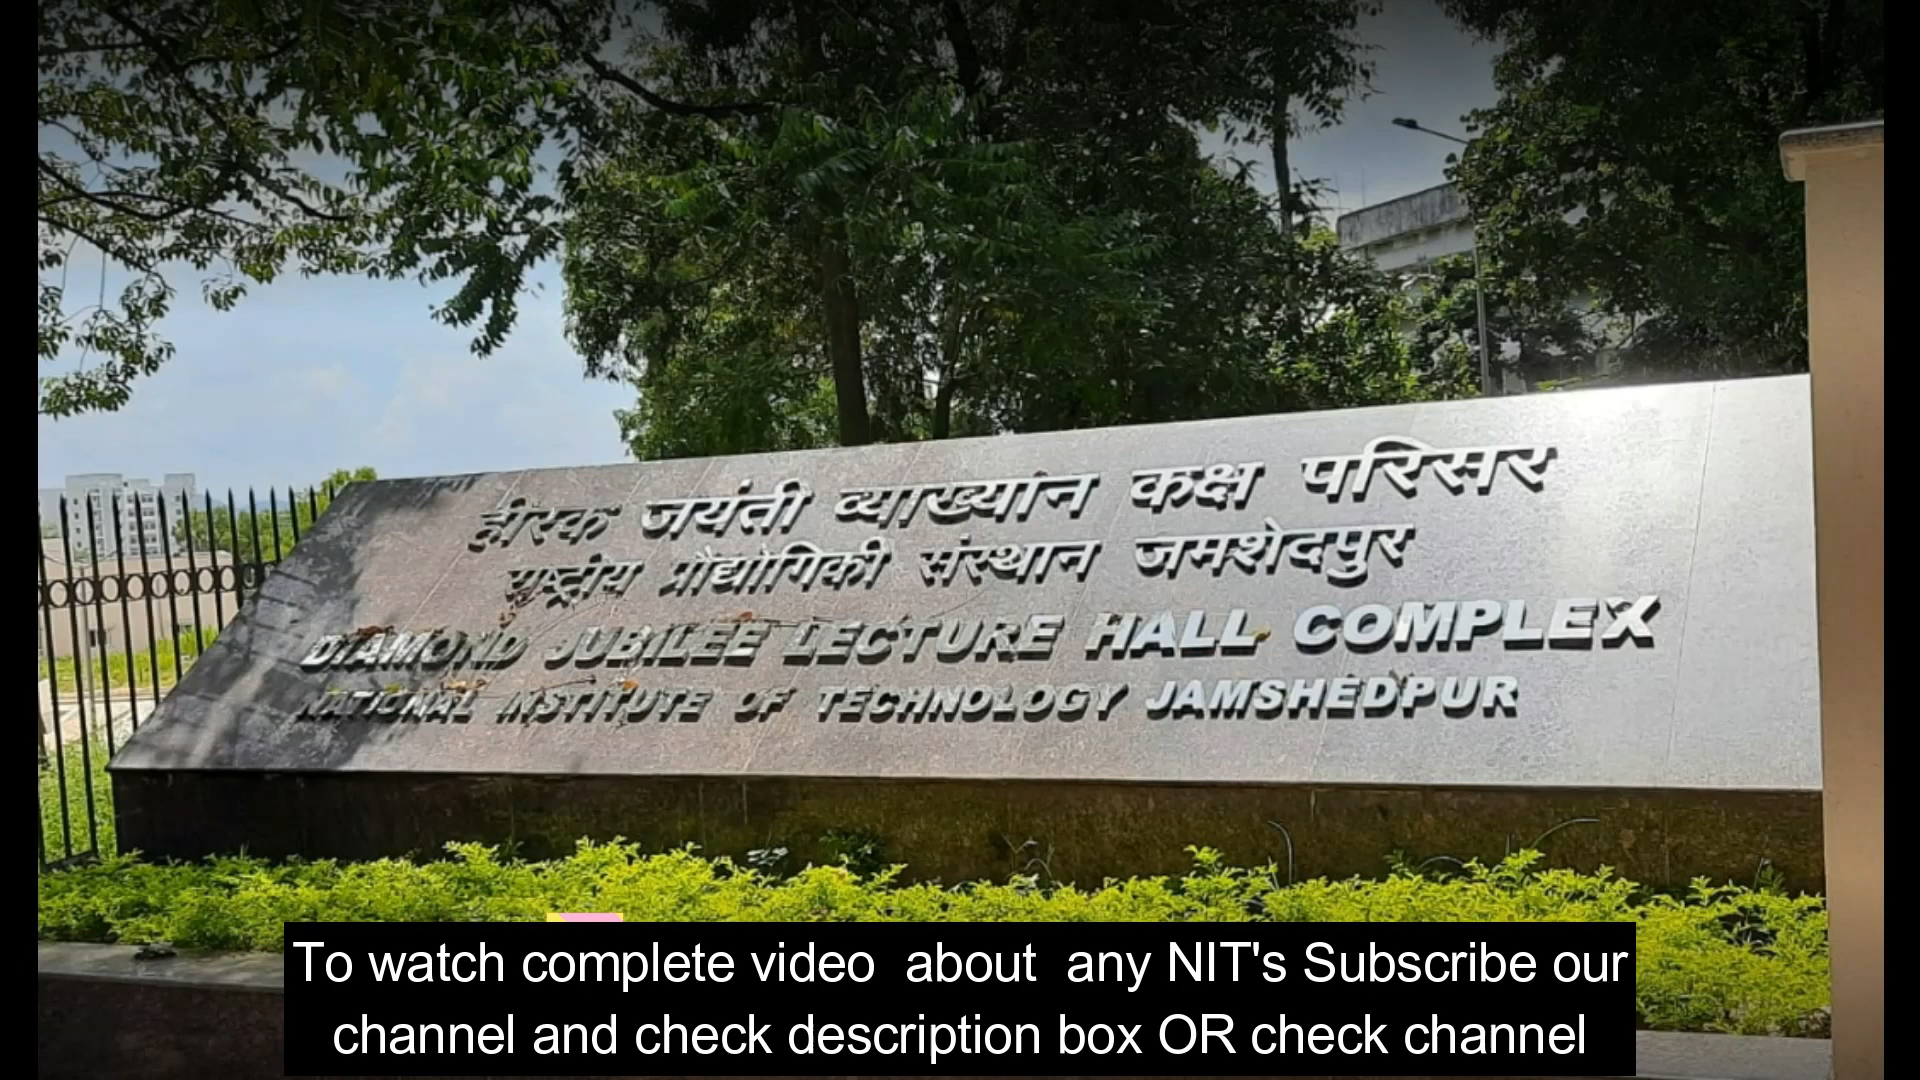 हीरक जयंती व्याख्यांन कक्ष परिसर
राष्ट्रीय प्रौद्योगिकी संस्थान जमशेदपुर
DIAMOND JUBILEE LECTURE HALL COMPLEX
NATIONAL INSTITUTE OF TECHNOLOGY JAMSHEDPUR
To watch complete video about any NIT's Subscribe our
channel and check description box OR check channel